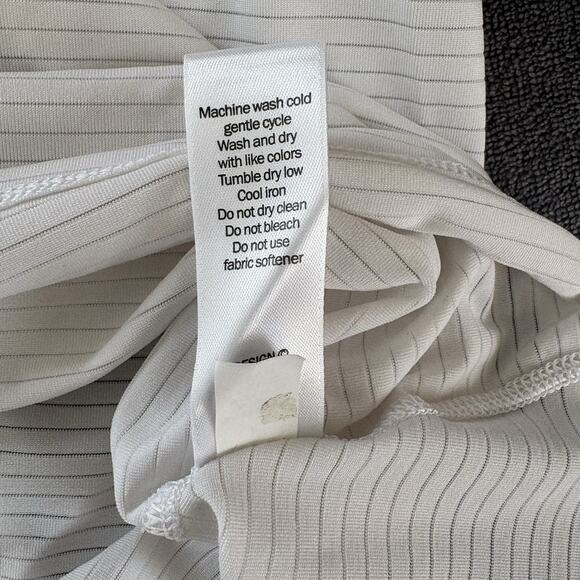 Machine wash cold
gentle cycle
Wash and dry
with like colors
Tumble dry low
Cool iron
Do not dry clean
Do not bleach
Do not use
fabric softener
ESIGN ©